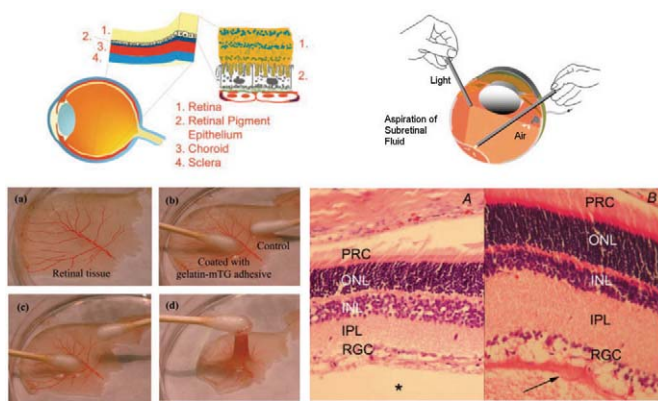 1.
2.
3.
4.
1.
2.
1. Retina
2. Retinal Pigment
Epithelium
3. Choroid
4. Sclera
Light
Aspiration of
Subretinal
Fluid
Air
(a)
Retinal tissue
(b)
Control
Coated with
gelatin-mTG adhesive
(c)
(d)
A
PRC
ONL
INL
IPL
RGC
*
B
PRC
ONL
INL
IPL
RGC